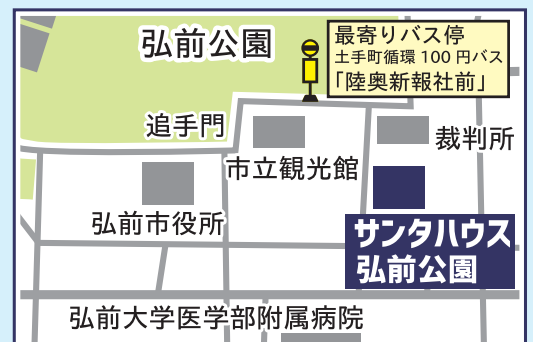 弘前公園
最寄りバス停
土手町循環100円バス
「陸奥新報社前」
追手門
裁判所
市立観光館
弘前市役所
サンタハウス
弘前公園
弘前大学医学部附属病院